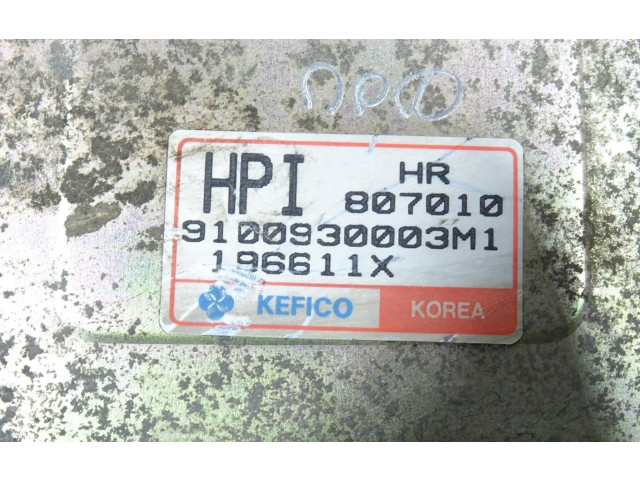 HPI HR
807010
9100930003M1
196611X
KEFICO KOREA